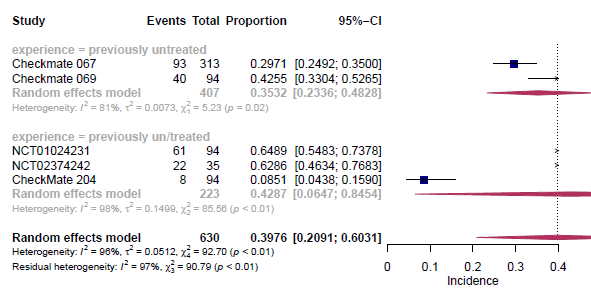 Study Events Total Proportion 95%−CI
experience = previously untreated
Checkmate 067 93 313 0.2971 [0.2492; 0.3500]
Checkmate 069 40 94 0.4255 [0.3304; 0.5265]
Random effects model 407 0.3532 [0.2336; 0.4828]
Heterogeneity: I² = 81%, τ² = 0.0073, χ²₁ = 5.23 (p = 0.02)
experience = previously un/treated
NCT01024231 61 94 0.6489 [0.5483; 0.7378]
NCT02374242 22 35 0.6286 [0.4634; 0.7683]
CheckMate 204 8 94 0.0851 [0.0438; 0.1590]
Random effects model 223 0.4287 [0.0647; 0.8454]
Heterogeneity: I² = 98%, τ² = 0.1499, χ²₂ = 85.56 (p < 0.01)
Random effects model 630 0.3976 [0.2091; 0.6031]
Heterogeneity: I² = 96%, τ² = 0.0512, χ²₄ = 92.70 (p < 0.01)
Residual heterogeneity: I² = 97%, χ²₃ = 90.79 (p < 0.01)
0 0.1 0.2 0.3 0.4
Incidence